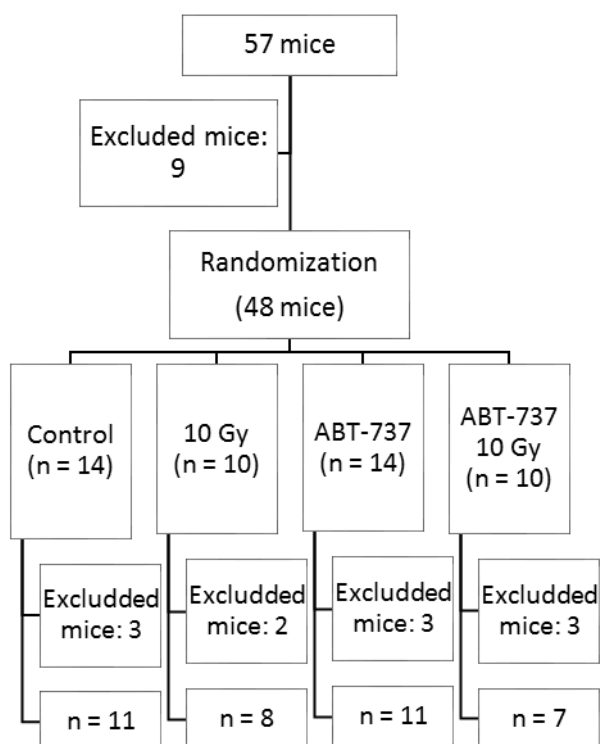 57 mice
Excluded mice:
9
Randomization
(48 mice)
Control
(n = 14)
10 Gy
(n = 10)
ABT-737
(n = 14)
ABT-737
10 Gy
(n = 10)
Excludded
mice: 3
Excludded
mice: 2
Excludded
mice: 3
Excludded
mice: 3
n = 11
n = 8
n = 11
n = 7